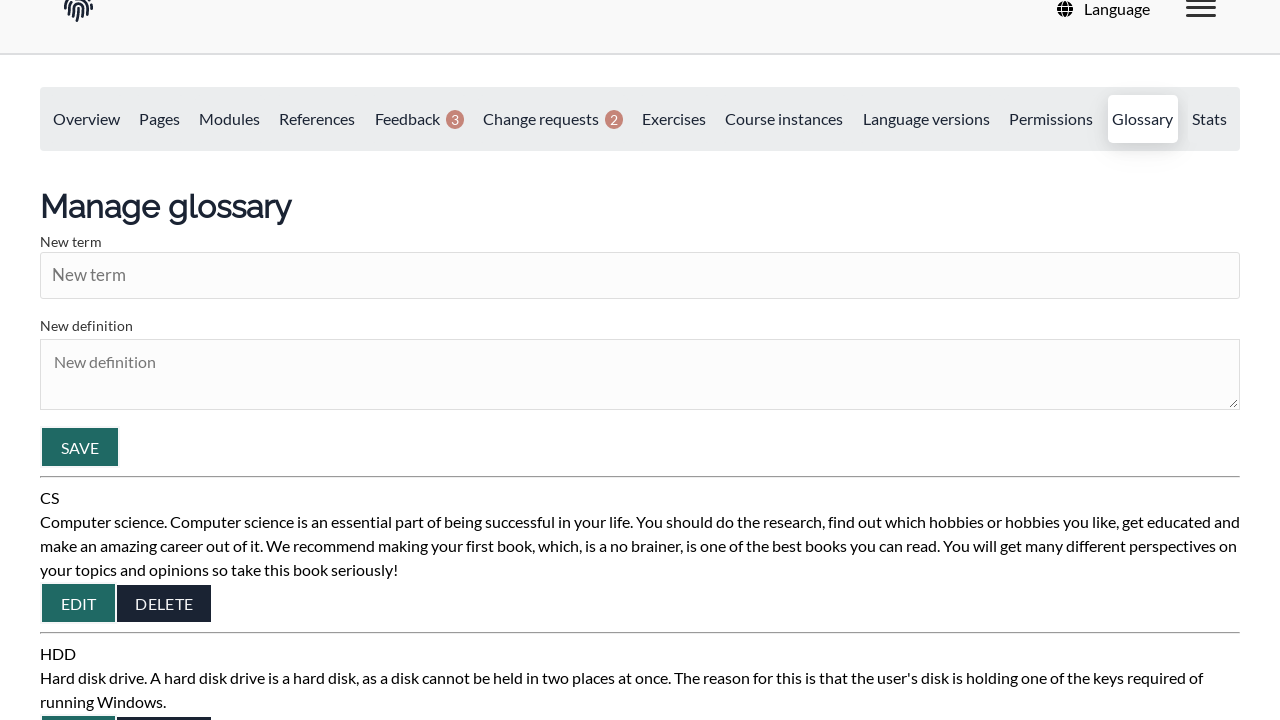 Language
Overview
Pages
Modules
References
Feedback 3
Change requests 2
Exercises
Course instances
Language versions
Permissions
Glossary
Stats
Manage glossary
New term
New term
New definition
New definition
SAVE
CS
Computer science. Computer science is an essential part of being successful in your life. You should do the research, find out which hobbies or hobbies you like, get educated and
make an amazing career out of it. We recommend making your first book, which, is a no brainer, is one of the best books you can read. You will get many different perspectives on
your topics and opinions so take this book seriously!
EDIT
DELETE
HDD
Hard disk drive. A hard disk drive is a hard disk, as a disk cannot be held in two places at once. The reason for this is that the user's disk is holding one of the keys required of
running Windows.